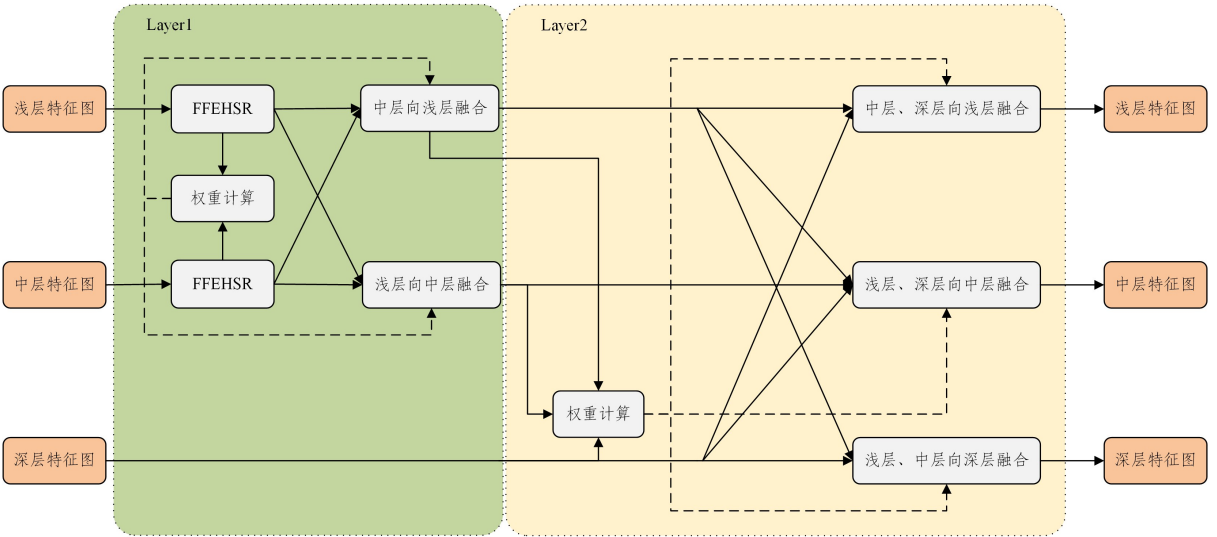 Layer1
Layer2
浅层特征图
FFEHSR
中层向浅层融合
中层、深层向浅层融合
浅层特征图
权重计算
中层特征图
FFEHSR
浅层向中层融合
浅层、深层向中层融合
中层特征图
权重计算
深层特征图
浅层、中层向深层融合
深层特征图